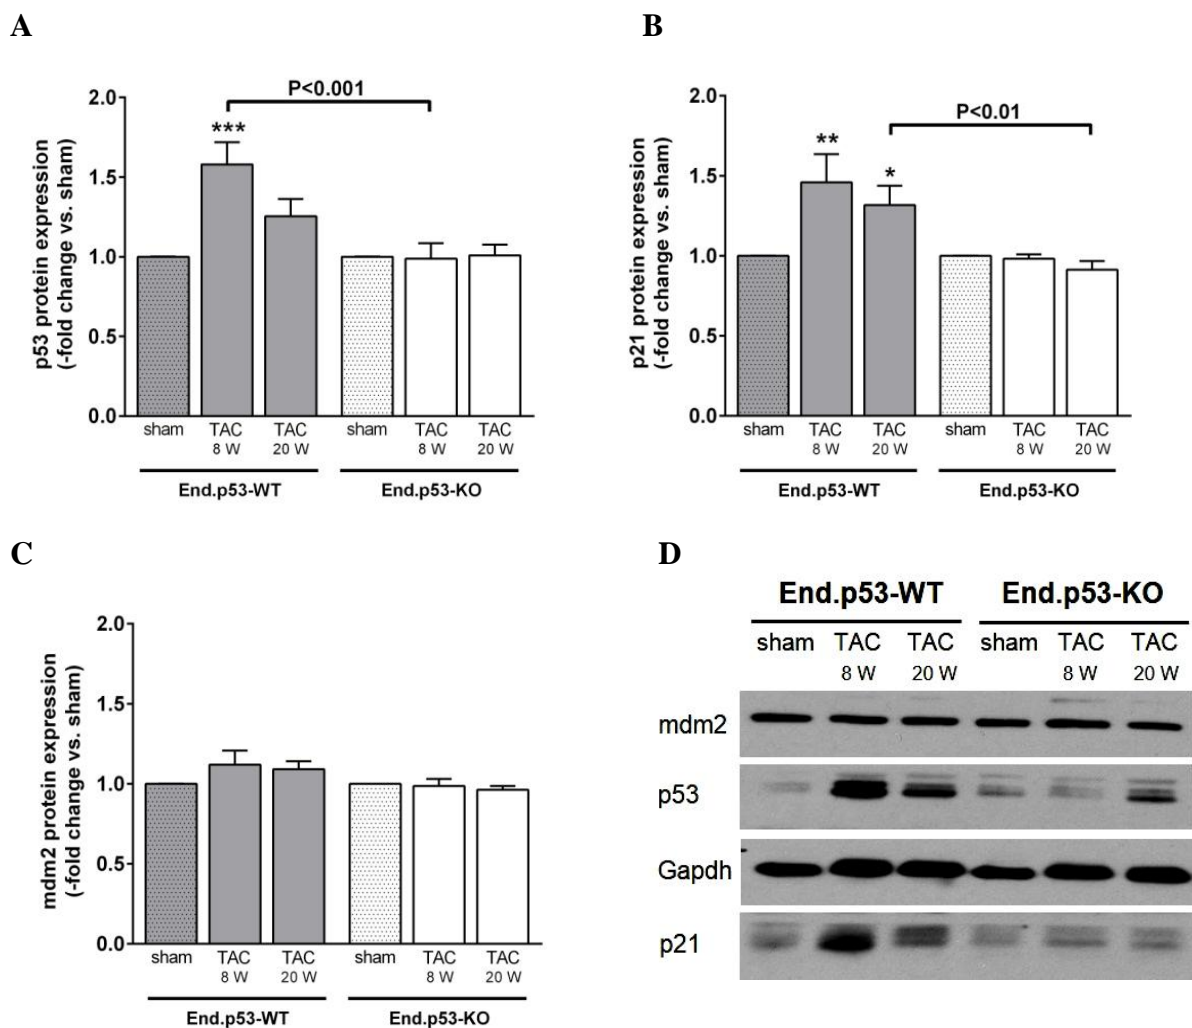 A
p53 protein expression
(-fold change vs. sham)
2.0
1.5
1.0
0.5
0.0
P<0.001
***
sham TAC TAC sham TAC TAC
8 W 20 W 8 W 20 W
End.p53-WT End.p53-KO
B
p21 protein expression
(-fold change vs. sham)
2.0
1.5
1.0
0.5
0.0
P<0.01
**
*
sham TAC TAC sham TAC TAC
8 W 20 W 8 W 20 W
End.p53-WT End.p53-KO
C
mdm2 protein expression
(-fold change vs. sham)
2.0
1.5
1.0
0.5
0.0
sham TAC TAC sham TAC TAC
8 W 20 W 8 W 20 W
End.p53-WT End.p53-KO
D
End.p53-WT End.p53-KO
sham TAC TAC sham TAC TAC
8 W 20 W 8 W 20 W
mdm2
p53
Gapdh
p21